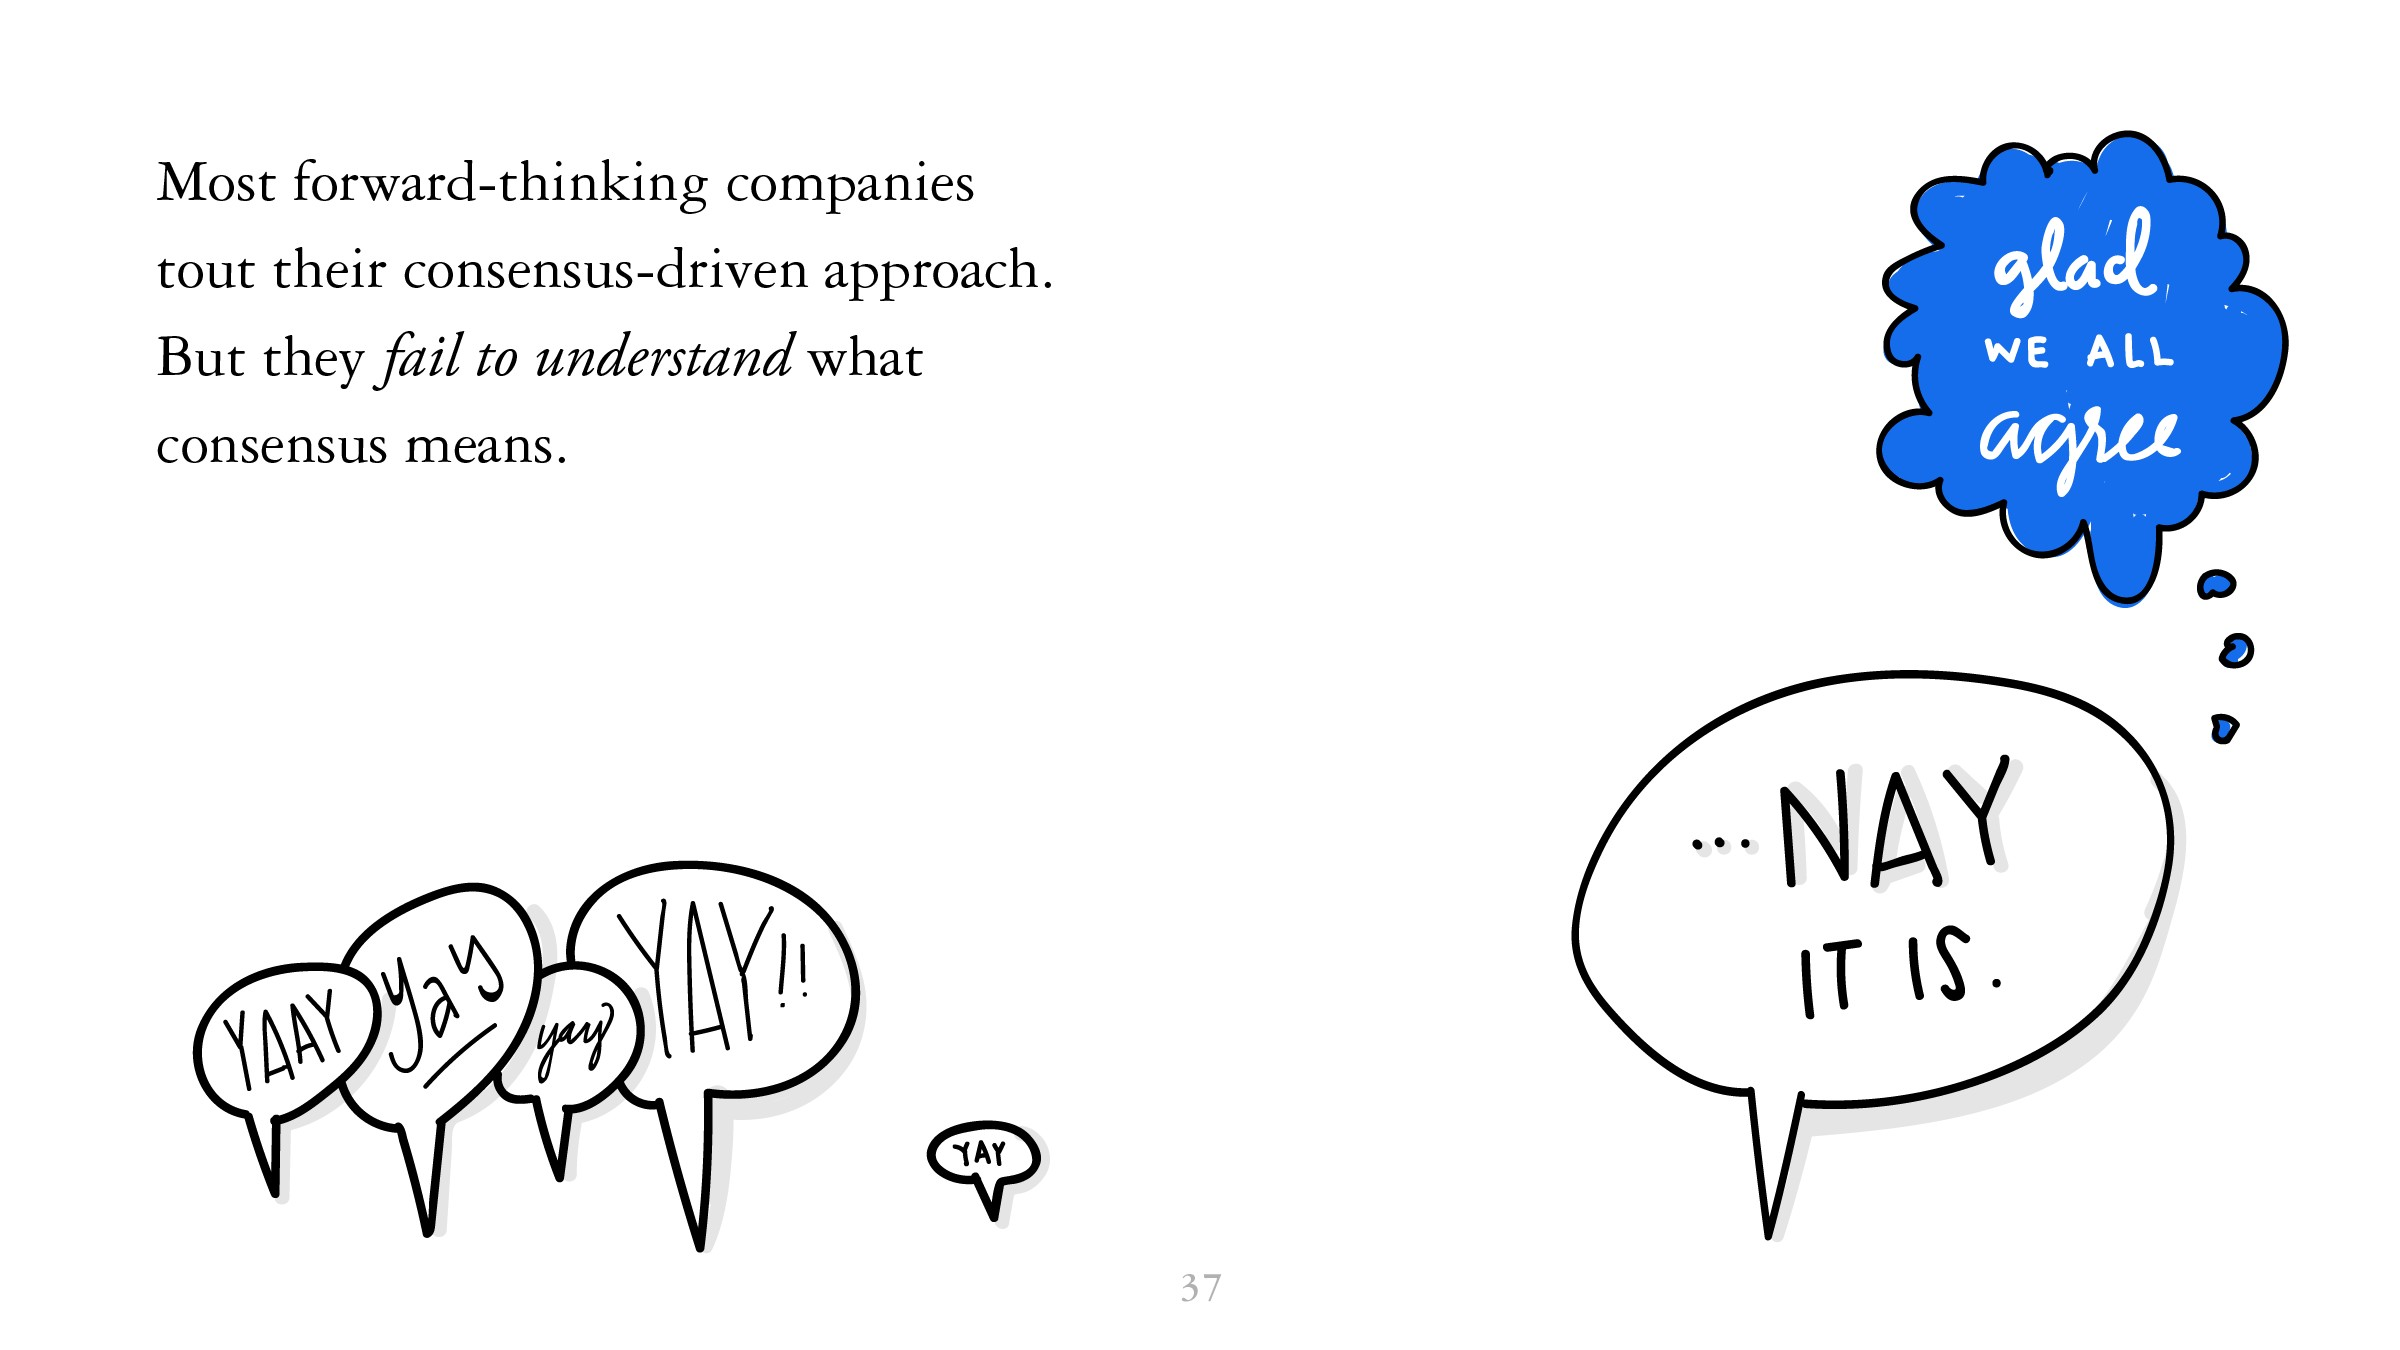 Most forward-thinking companies
tout their consensus-driven approach.
But they fail to understand what
consensus means.
glad
WE ALL
agree
...NAY
IT IS.
YAAY
yay
yay
YAY!!
YAY
37